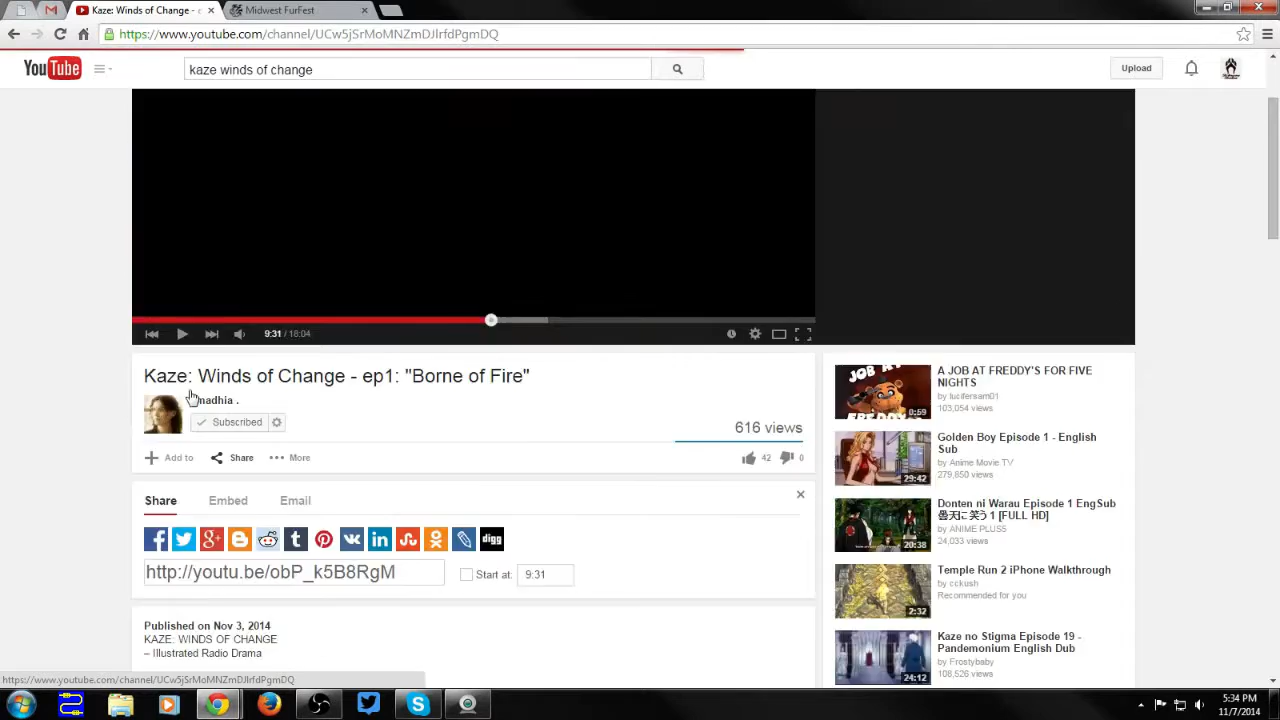 Kaze: Winds of Change -
Midwest FurFest
https://www.youtube.com/channel/UCw5jSrMoMNZmDJlrfdPgmDQ
YouTube
kaze winds of change
Upload
9:31 / 18:04
Kaze: Winds of Change - ep1: "Borne of Fire"
Subscribed
616 views
Add to
Share
More
42
0
Share
Embed
Email
digg
http://youtu.be/obP_k5B8RgM
Start at:
9:31
Published on Nov 3, 2014
KAZE: WINDS OF CHANGE
– Illustrated Radio Drama
JOB AT
FREDDY'S
0:59
A JOB AT FREDDY'S FOR FIVE
NIGHTS
by lucifersam01
103,054 views
29:42
Golden Boy Episode 1 - English
Sub
by Anime Movie TV
279,850 views
20:38
Donten ni Warau Episode 1 EngSub
曇天に笑う 1 [FULL HD]
by ANIME PLUS5
24,033 views
2:32
Temple Run 2 iPhone Walkthrough
by cckush
Recommended for you
24:12
Kaze no Stigma Episode 19 -
Pandemonium English Dub
by Frostybaby
108,526 views
https://www.youtube.com/channel/UCw5jSrMoMNZmDJlrfdPgmDQ
5:34 PM
11/7/2014